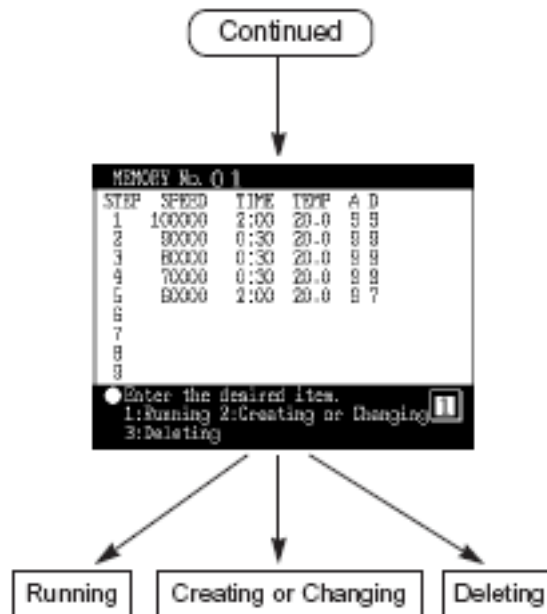 Continued
MEMORY No. 01
STEP SPEED TIME TEMP A D
1 100000 2:00 20.0 9 9
2 90000 0:30 20.0 9 9
3 80000 0:30 20.0 9 9
4 70000 0:30 20.0 9 9
5 60000 2:00 20.0 9 7
6
7
8
9
Enter the desired item.
1:Running 2:Creating or Changing 1
3:Deleting
Running Creating or Changing Deleting